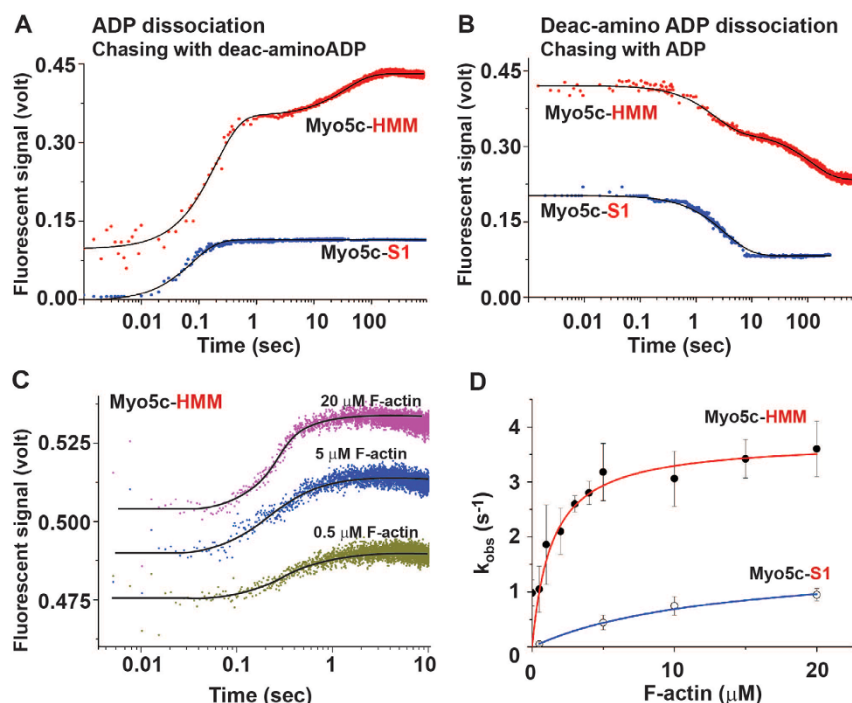 A ADP dissociation
Chasing with deac-aminoADP
Fluorescent signal (volt)
0.45
0.30
0.15
0.00
Myo5c-HMM
Myo5c-S1
0.01 0.1 1 10 100
Time (sec)
B Deac-amino ADP dissociation
Chasing with ADP
Fluorescent signal (volt)
0.45
0.30
0.15
0.00
Myo5c-HMM
Myo5c-S1
0.01 0.1 1 10 100
Time (sec)
C
Myo5c-HMM
Fluorescent signal (volt)
0.525
0.500
0.475
20 μM F-actin
5 μM F-actin
0.5 μM F-actin
0.1 1 10
Time (sec)
D
kobs (s-1)
4
3
2
1
0
Myo5c-HMM
Myo5c-S1
0 10 20
F-actin (μM)